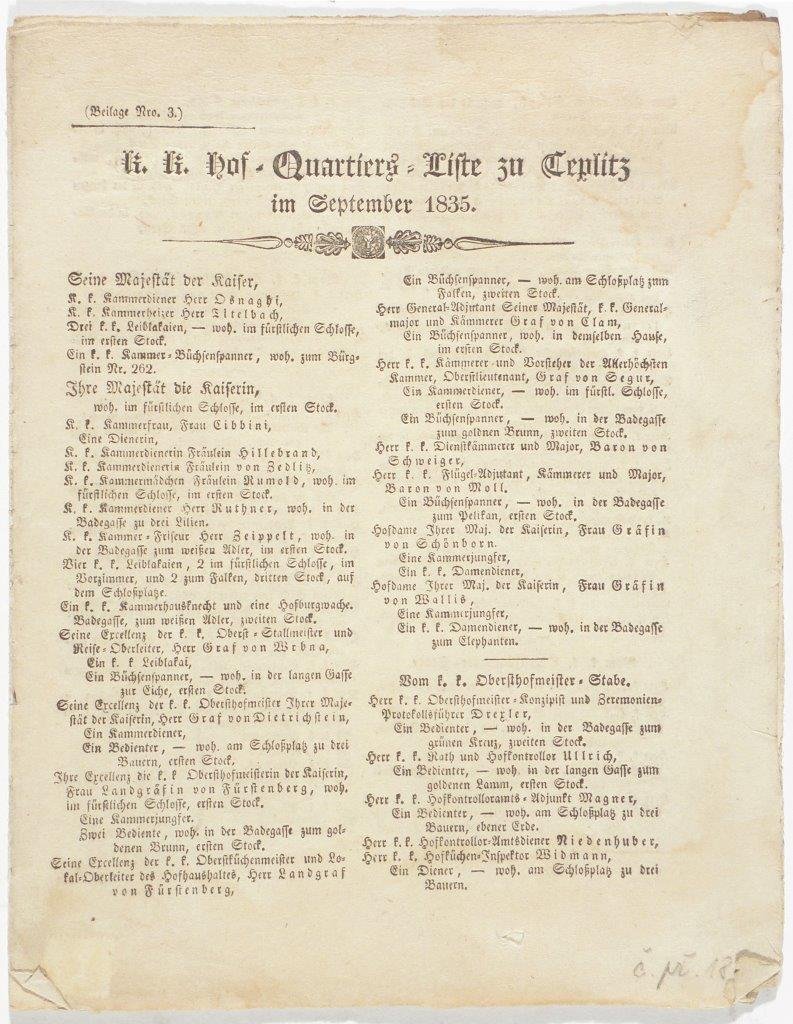 (Beilage Nro. 3.)
K. K. Hof-Quartiers-Liste zu Teplitz
im September 1835.
Seine Majestät der Kaiser,
K. k. Kammerdiener Herr Osnaghi,
K. k. Kammerheizer Herr Ittelbach,
Drei k. k. Leiblakaien, — woh. im fürstlichen Schlosse,
im ersten Stock.
Ein k. k. Kammer-Büchsenspanner, woh. zum Bürg-
stein Nr. 262.
Ihre Majestät die Kaiserin,
woh. im fürstlichen Schlosse, im ersten Stock.
K. k. Kammerfrau, Frau Cibbini,
Eine Dienerin,
K. k. Kammerdienerin Fräulein Hillebrand,
K. k. Kammerdienerin Fräulein von Zedlitz,
K. k. Kammermädchen Fräulein Rumold, woh. im
fürstlichen Schlosse, im ersten Stock.
K. k. Kammerdiener Herr Ruthner, woh. in der
Badegasse zu drei Lilien.
K. k. Kammer-Friseur Herr Zeippelt, woh. in
der Badegasse zum weißen Adler, im ersten Stock.
Vier k. k. Leiblakaien, 2 im fürstlichen Schlosse, im
Vorzimmer, und 2 zum Falken, dritten Stock, auf
dem Schloßplatze.
Ein k. k. Kammerhausknecht und eine Hofburgwache.
Badegasse, zum weißen Adler, zweiten Stock.
Seine Excellenz der k. k. Oberst-Stallmeister und
Reise-Oberleiter, Herr Graf von Wrbna,
Ein k. k Leiblakai,
Ein Büchsenspanner, — woh. in der langen Gasse
zur Eiche, ersten Stock.
Seine Excellenz der k. k. Obersthofmeister Ihrer Maje-
stät der Kaiserin, Herr Graf von Dietrichstein,
Ein Kammerdiener,
Ein Bedienter, — woh. am Schloßplatz zu drei
Bauern, ersten Stock,
Ihre Excellenz die k. k Obersthofmeisterin der Kaiserin,
Frau Landgräfin von Fürstenberg, woh.
im fürstlichen Schlosse, ersten Stock.
Eine Kammerjungfer.
Zwei Bediente, woh. in der Badegasse zum gol-
denen Brunn, ersten Stock.
Seine Excellenz der k. k. Oberstküchenmeister und Lo-
kal-Oberleiter des Hofhaushaltes, Herr Landgraf
von Fürstenberg,
Ein Büchsenspanner, — woh. am Schloßplatz zum
Falken, zweiten Stock.
Herr General-Adjutant Seiner Majestät, k. k. General-
major und Kämmerer Graf von Clam,
Ein Büchsenspanner, woh. in demselben Hause,
im ersten Stock.
Herr k. k. Kämmerer und Vorsteher der Allerhöchsten
Kammer, Oberstlieutenant, Graf von Segur,
Ein Kammerdiener, — woh. im fürstl. Schlosse,
ersten Stock.
Ein Büchsenspanner, — woh. in der Badegasse
zum goldnen Brunn, zweiten Stock.
Herr k. k. Dienstkämmerer und Major, Baron von
Schweiger,
Herr k. k. Flügel-Adjutant, Kämmerer und Major,
Baron von Moll.
Ein Büchsenspanner, — woh. in der Badegasse
zum Pelikan, ersten Stock.
Hofdame Ihrer Maj. der Kaiserin, Frau Gräfin
von Schönborn.
Eine Kammerjungfer,
Ein k. k. Damendiener,
Hofdame Ihrer Maj. der Kaiserin, Frau Gräfin
von Wallis,
Eine Kammerjungfer,
Ein k. k. Damendiener, — woh. in der Badegasse
zum Elephanten.
Vom k. k. Obersthofmeister-Stabe.
Herr k. k. Obersthofmeister-Konzipist und Zeremonien-
Protokollsführer Drexler,
Ein Bedienter, — woh. in der Badegasse zum
grünen Kreuz, zweiten Stock.
Herr k. k. Rath und Hofkontrollor Ullrich,
Ein Bedienter, — woh. in der langen Gasse zum
goldenen Lamm, ersten Stock.
Herr k. k. Hofkontrolloramts-Adjunkt Magner,
Ein Bedienter, — woh. am Schloßplatz zu drei
Bauern, ebener Erde.
Herr k. k. Hofkontrollor-Amtsdiener Niedenhuber,
Herr k. k. Hofküchen-Inspektor Widmann,
Ein Diener, — woh. am Schloßplatz zu drei
Bauern.
č. př.